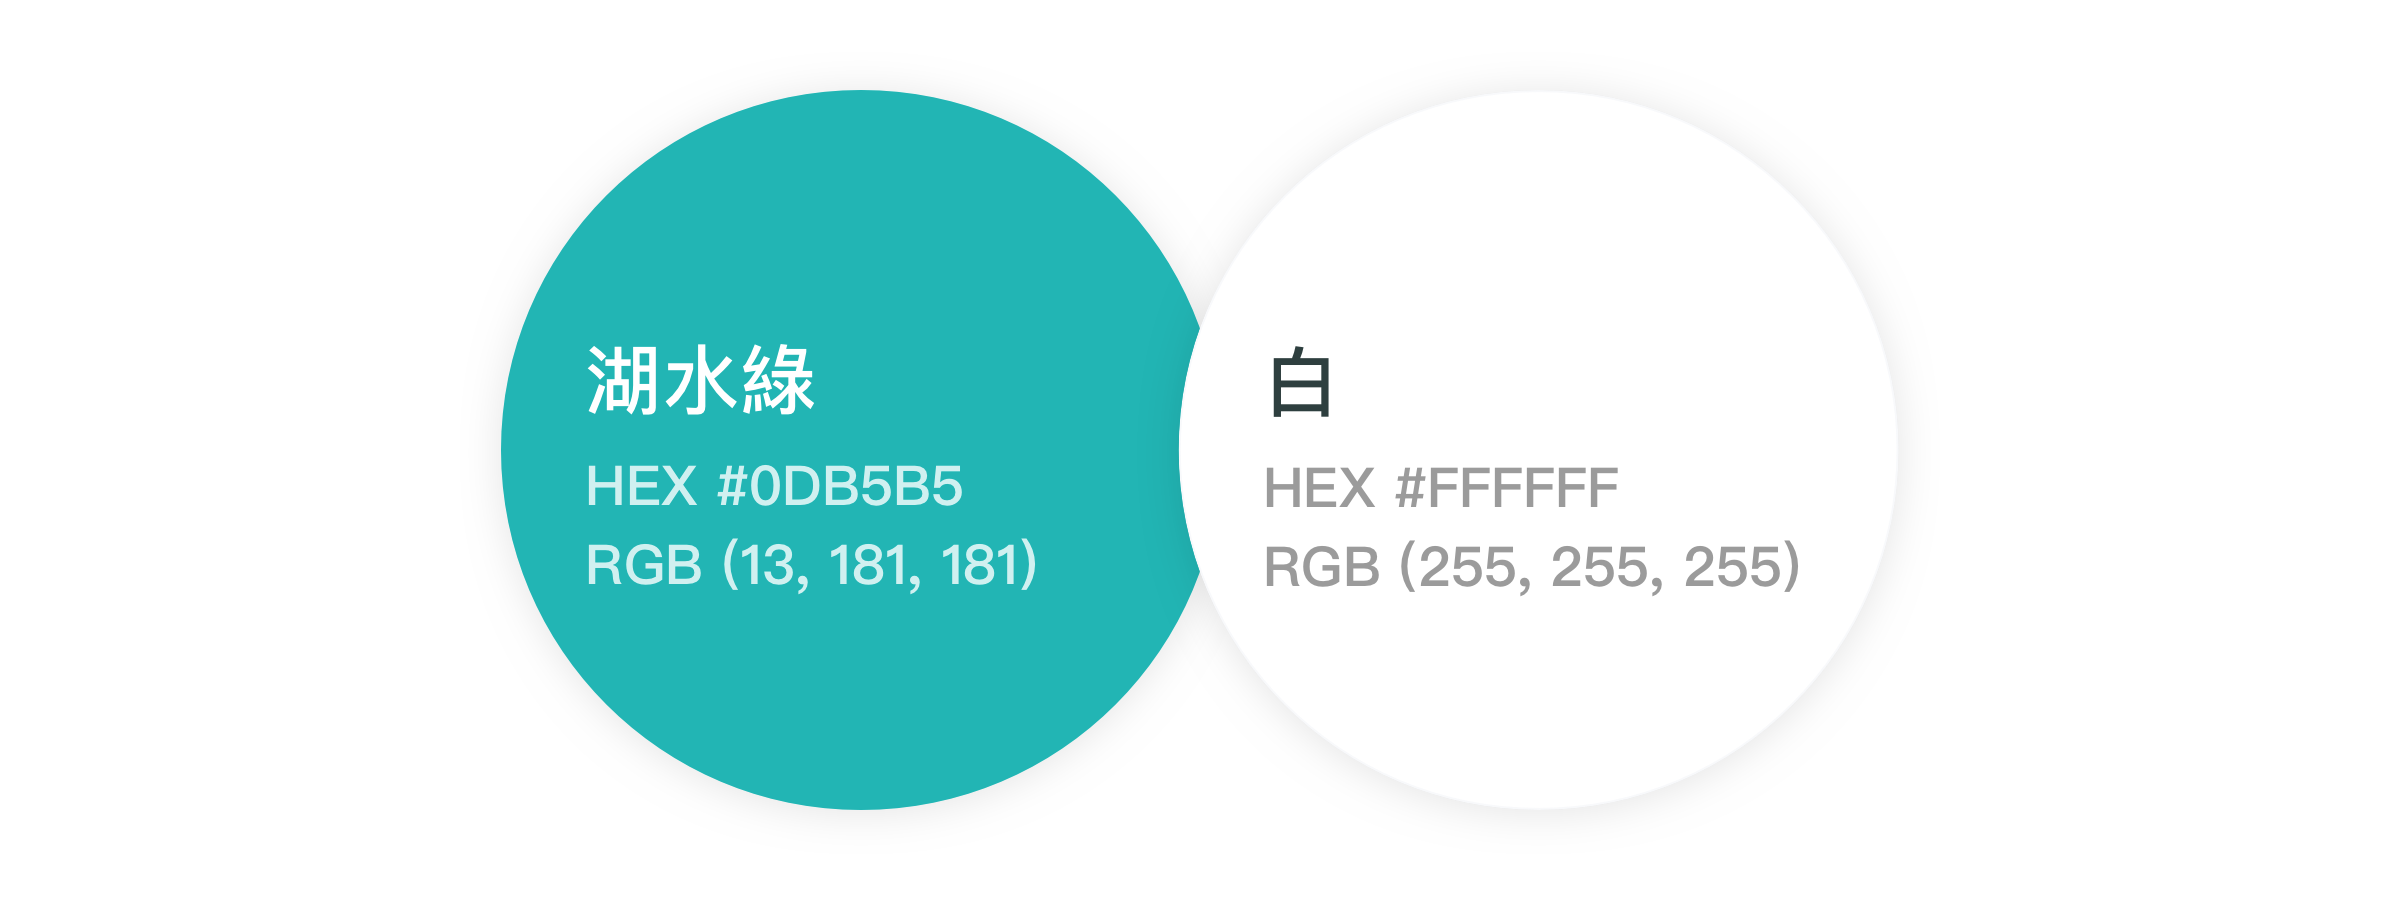 湖水綠
HEX #0DB5B5
RGB (13, 181, 181)
白
HEX #FFFFFF
RGB (255, 255, 255)